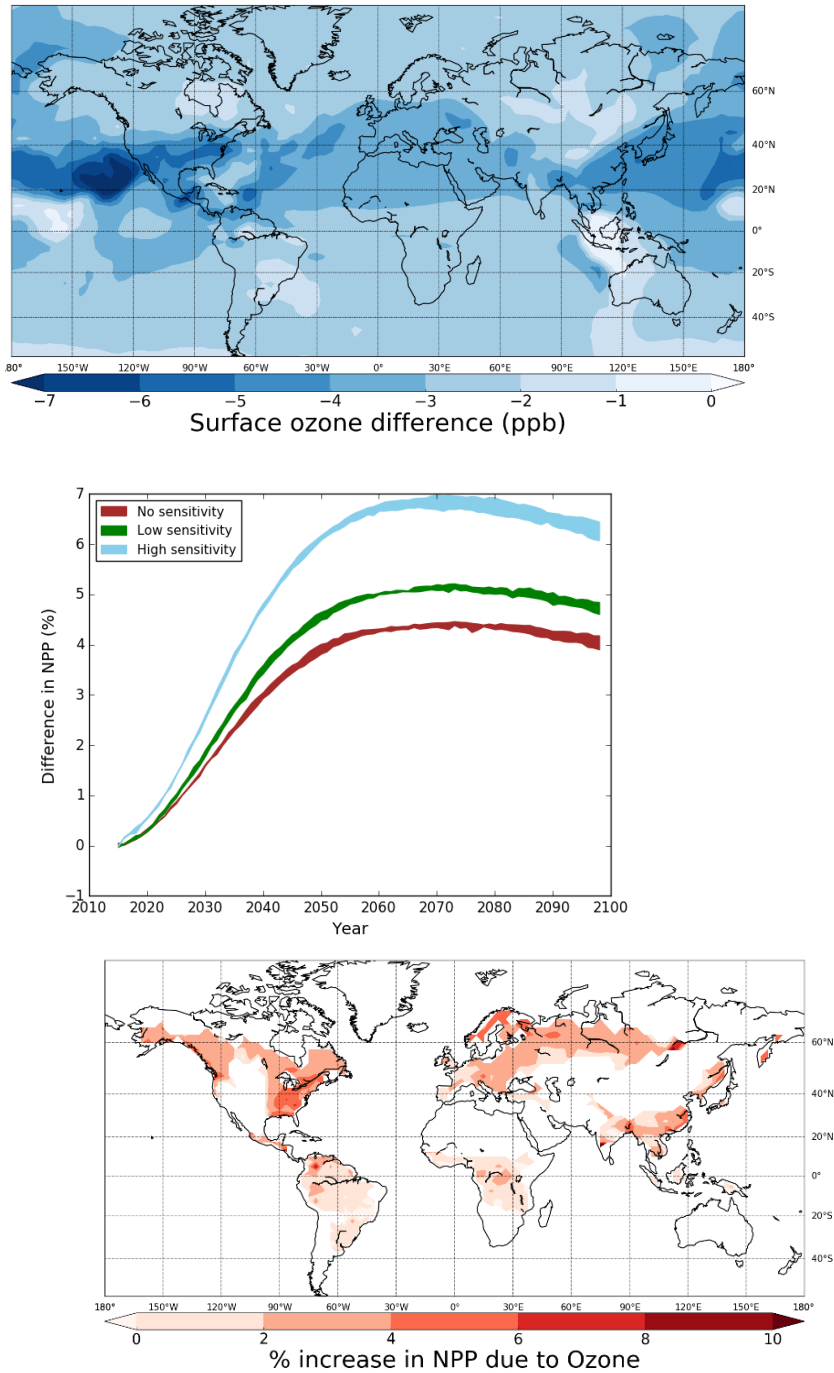 60°N
40°N
20°N
0°
20°S
40°S
.80° 150°W 120°W 90°W 60°W 30°W 0° 30°E 60°E 90°E 120°E 150°E 180°
−7 −6 −5 −4 −3 −2 −1 0
Surface ozone difference (ppb)
7
6
5
4
3
2
1
0
−1
No sensitivity
Low sensitivity
High sensitivity
Difference in NPP (%)
2010 2020 2030 2040 2050 2060 2070 2080 2090 2100
Year
60°N
40°N
20°N
0°
20°S
40°S
180° 150°W 120°W 90°W 60°W 30°W 0° 30°E 60°E 90°E 120°E 150°E 180°
0 2 4 6 8 10
% increase in NPP due to Ozone